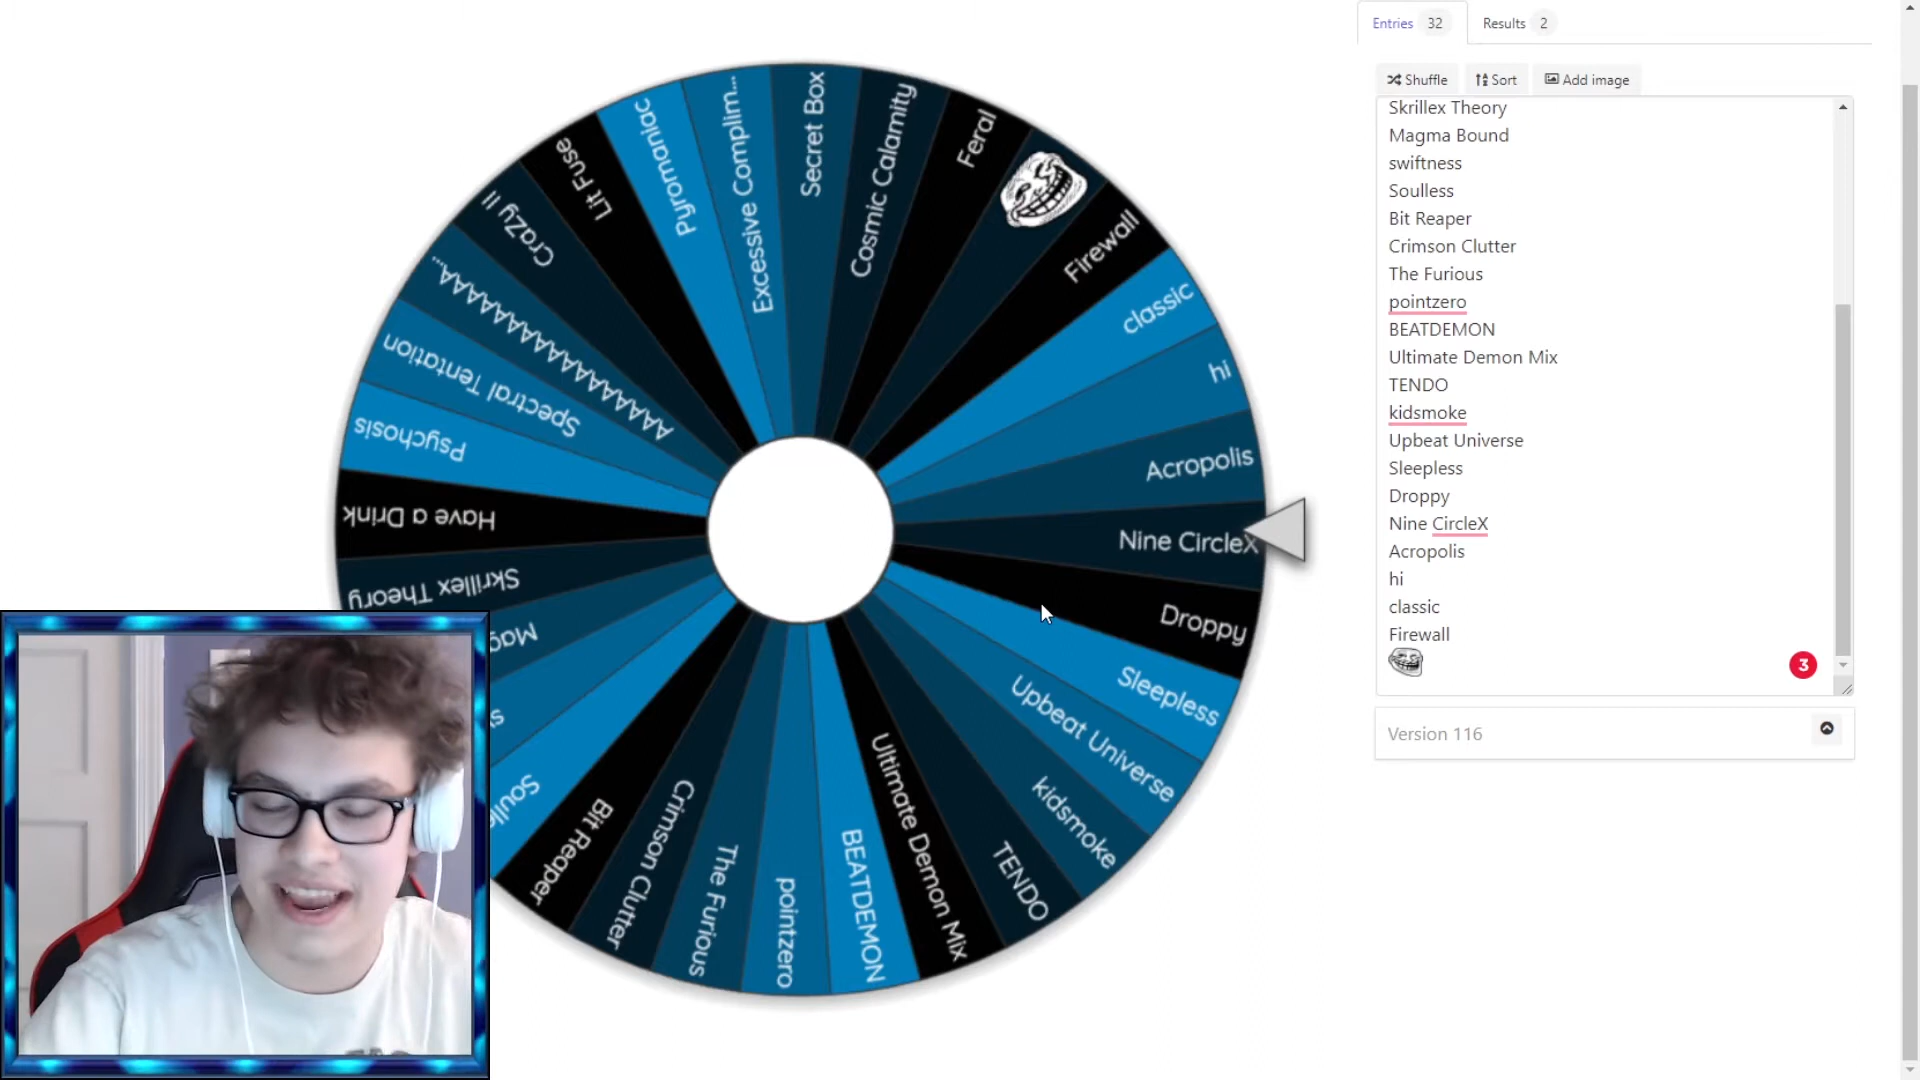 Entries 32
Results 2
Shuffle
Sort
Add image
Skrillex Theory
Magma Bound
swiftness
Soulless
Bit Reaper
Crimson Clutter
The Furious
pointzero
BEATDEMON
Ultimate Demon Mix
TENDO
kidsmoke
Upbeat Universe
Sleepless
Droppy
Nine CircleX
Acropolis
hi
classic
Firewall
3
Version 116
Secret Box
Cosmic Calamity
Feral
Firewall
classic
hi
Acropolis
Nine CircleX
Droppy
Sleepless
Upbeat Universe
kidsmoke
TENDO
Ultimate Demon Mix
BEATDEMON
pointzero
The Furious
Crimson Clutter
Bit Reaper
Soulle
s
Mag
Skrillex Theory
Have a Drink
Psychosis
Spectral Tentation
CraZy II
Lit Fuse
Pyromaniac
Excessive Complim...